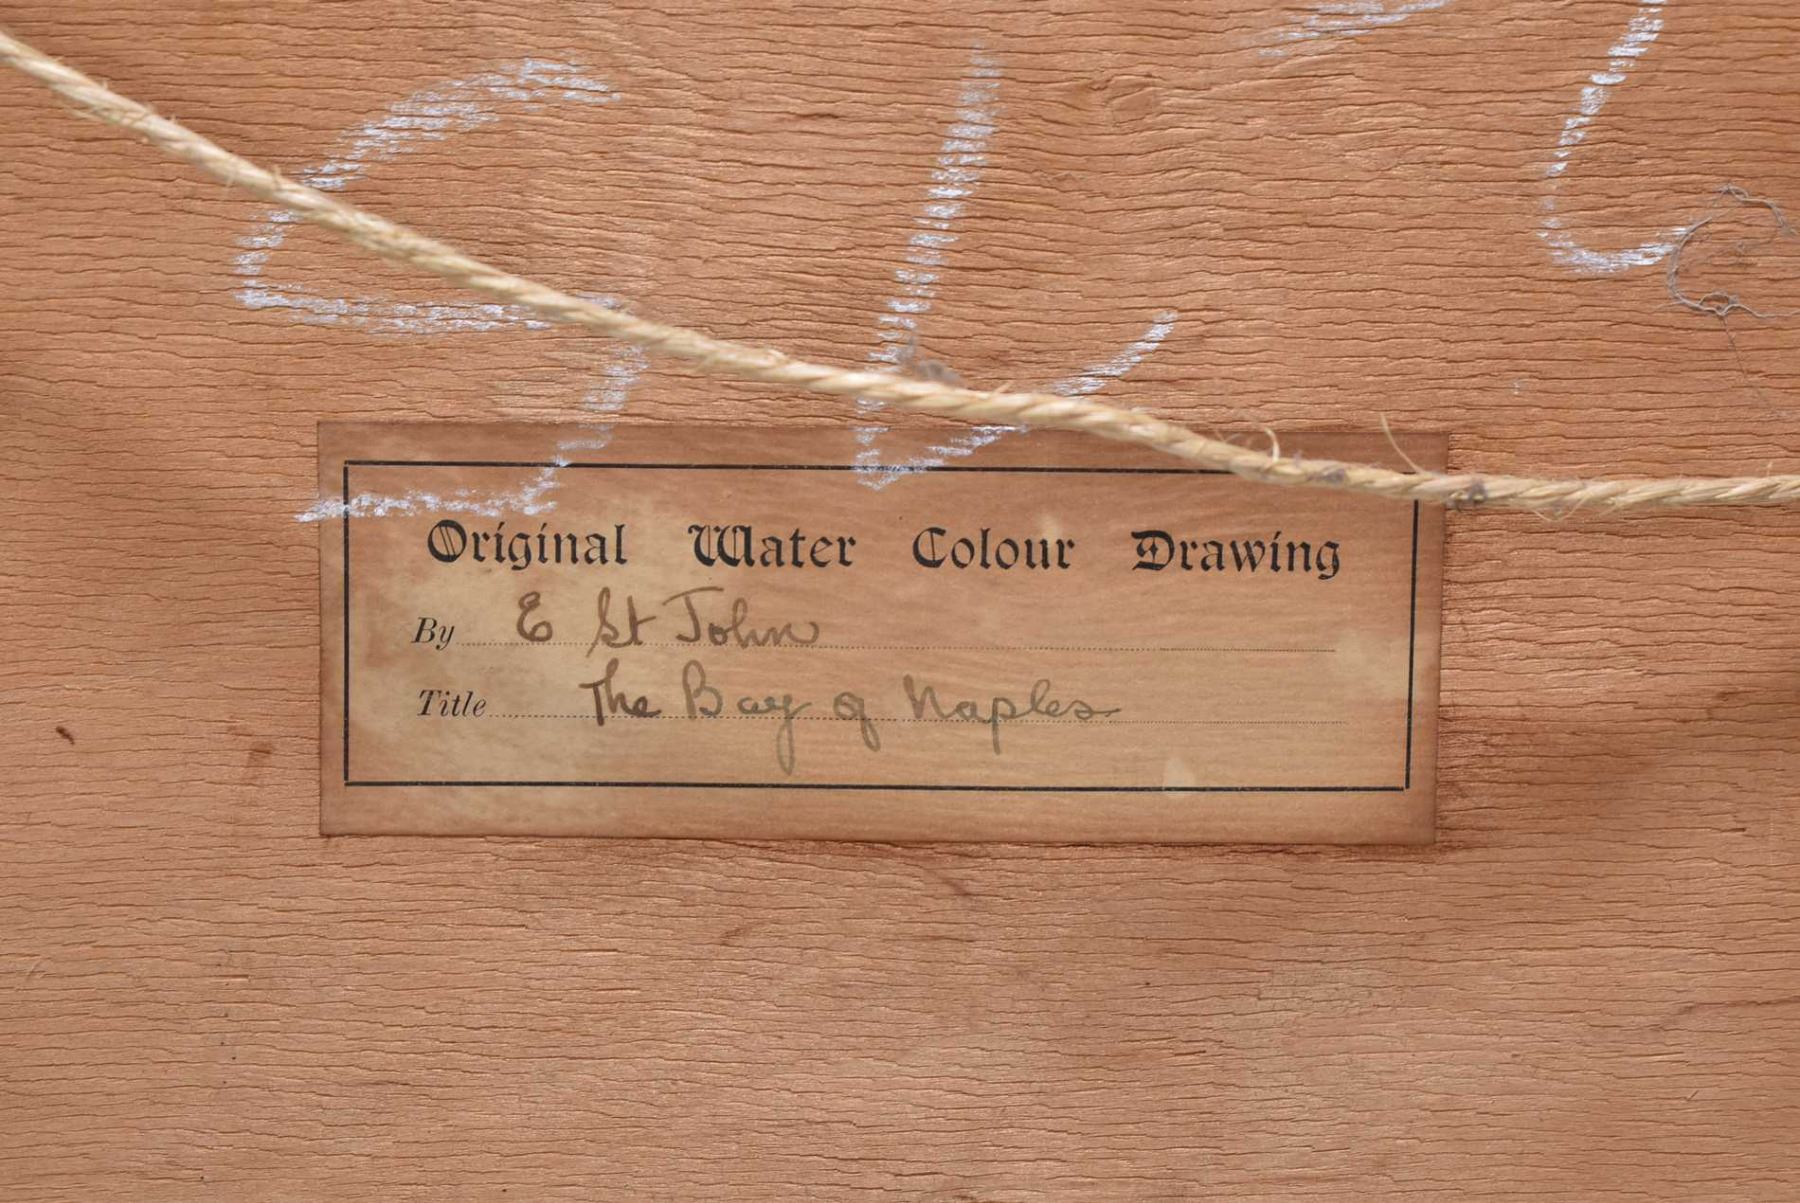 Original Water Colour Drawing
By E St John
Title The Bay of Naples